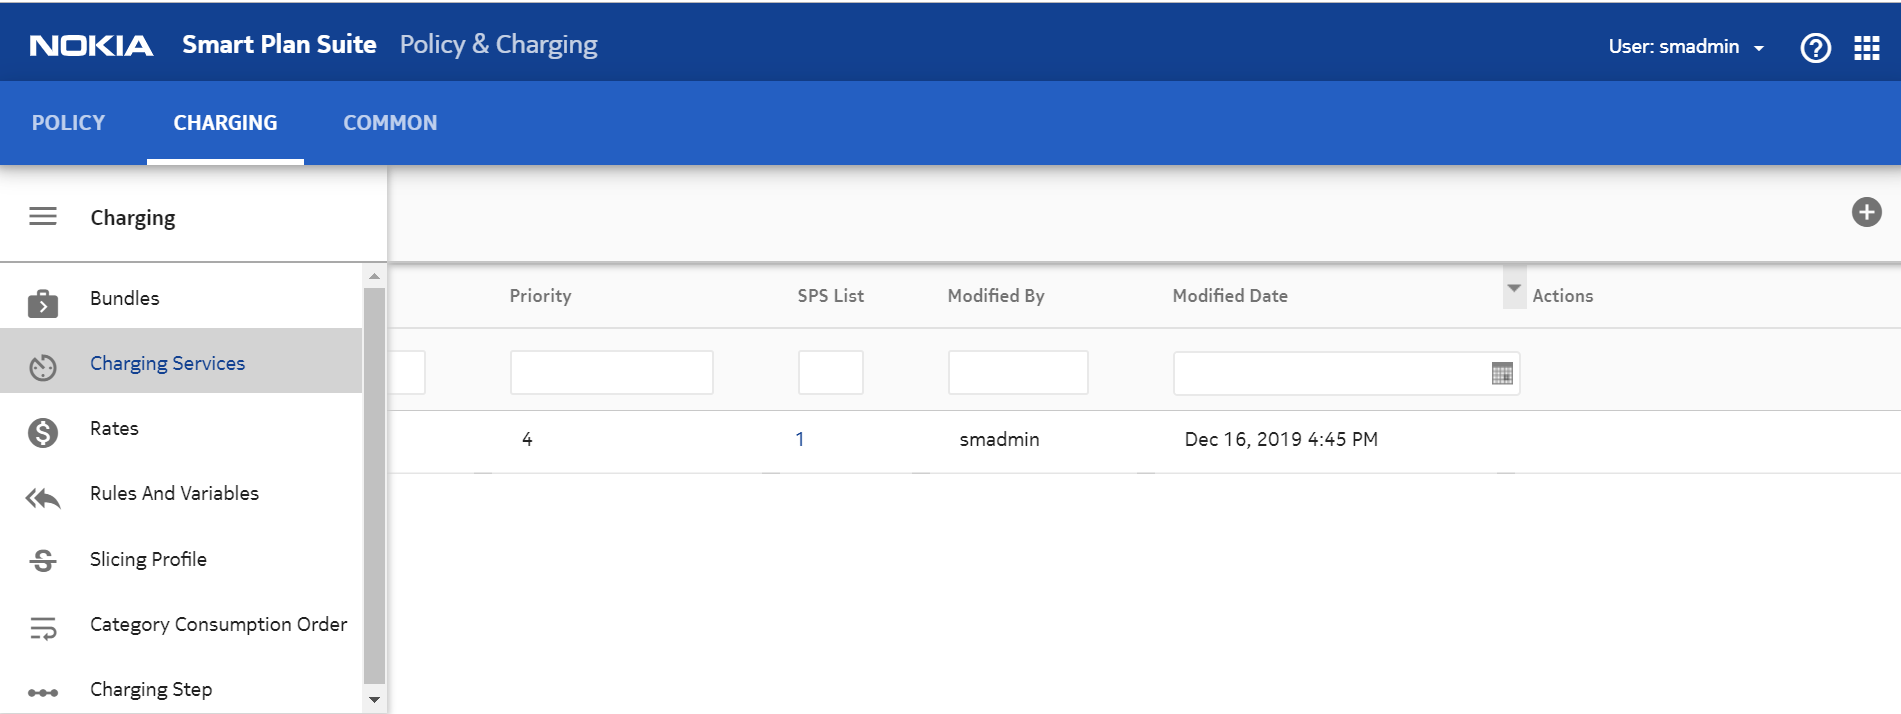 NOKIA Smart Plan Suite Policy & Charging User: smadmin
POLICY CHARGING COMMON
Charging
Bundles
Charging Services
Rates
Rules And Variables
Slicing Profile
Category Consumption Order
Charging Step
Priority SPS List Modified By Modified Date Actions
4 1 smadmin Dec 16, 2019 4:45 PM